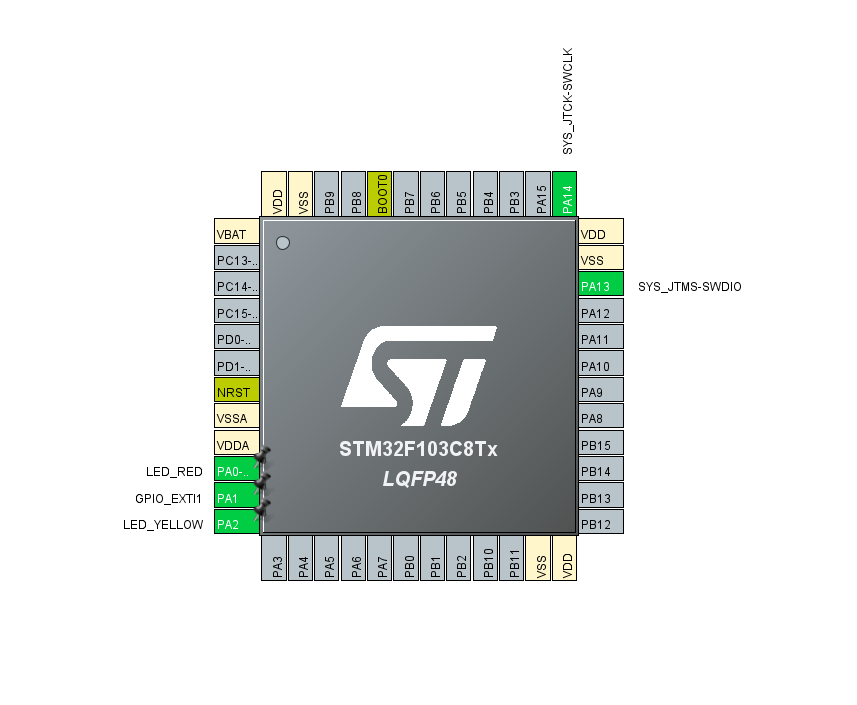 SYS_JTCK-SWCLK
VDD
VSS
PB9
PB8
BOOT0
PB7
PB6
PB5
PB4
PB3
PA15
PA14
VBAT
PC13-..
PC14-..
PC15-..
PD0-..
PD1-..
NRST
VSSA
VDDA
LED_RED PA0-..
GPIO_EXTI1 PA1
LED_YELLOW PA2
ST
STM32F103C8Tx
LQFP48
VDD
VSS
PA13 SYS_JTMS-SWDIO
PA12
PA11
PA10
PA9
PA8
PB15
PB14
PB13
PB12
PA3
PA4
PA5
PA6
PA7
PB0
PB1
PB2
PB10
PB11
VSS
VDD